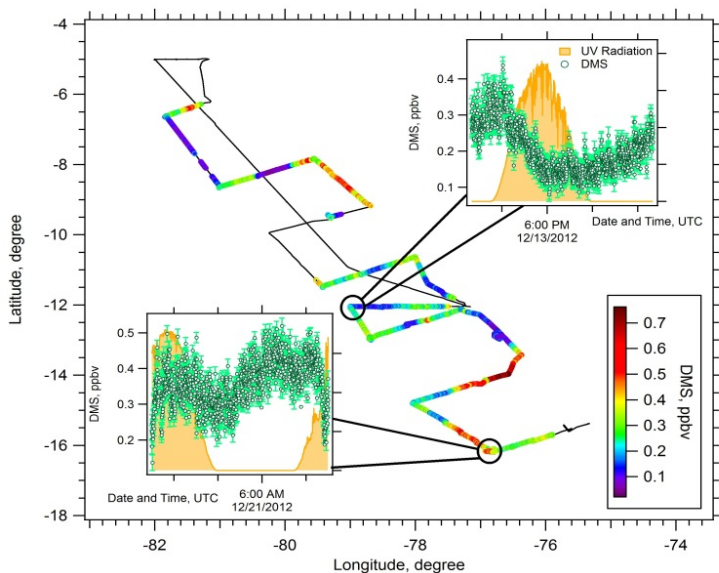 -4
-6
-8
-10
-12
-14
-16
-18
Latitude, degree
-82
-80
-78
-76
-74
Longitude, degree
UV Radiation
DMS
0.4
0.3
0.2
0.1
DMS, ppbv
6:00 PM
12/13/2012
Date and Time, UTC
0.5
0.4
0.3
0.2
DMS, ppbv
Date and Time, UTC
6:00 AM
12/21/2012
0.7
0.6
0.5
0.4
0.3
0.2
0.1
DMS, ppbv